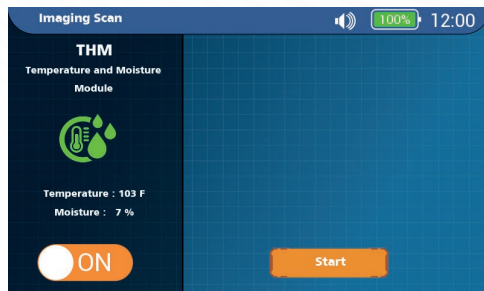 Imaging Scan
100%
12:00
THM
Temperature and Moisture
Module
Temperature : 103 F
Moisture : 7 %
ON
Start